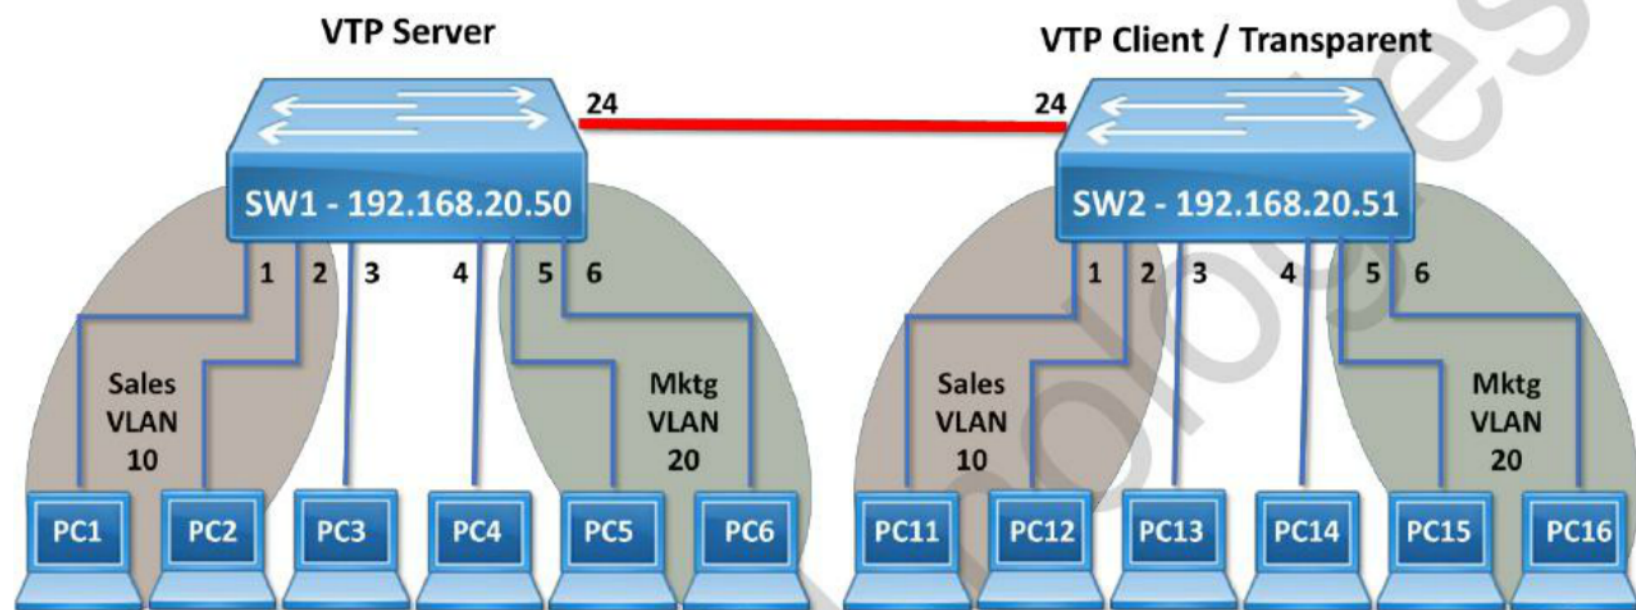 VTP Server
VTP Client / Transparent
24
24
SW1 - 192.168.20.50
SW2 - 192.168.20.51
1 2 3 4 5 6
1 2 3 4 5 6
Sales
VLAN
10
Mktg
VLAN
20
Sales
VLAN
10
Mktg
VLAN
20
PC1 PC2 PC3 PC4 PC5 PC6
PC11 PC12 PC13 PC14 PC15 PC16